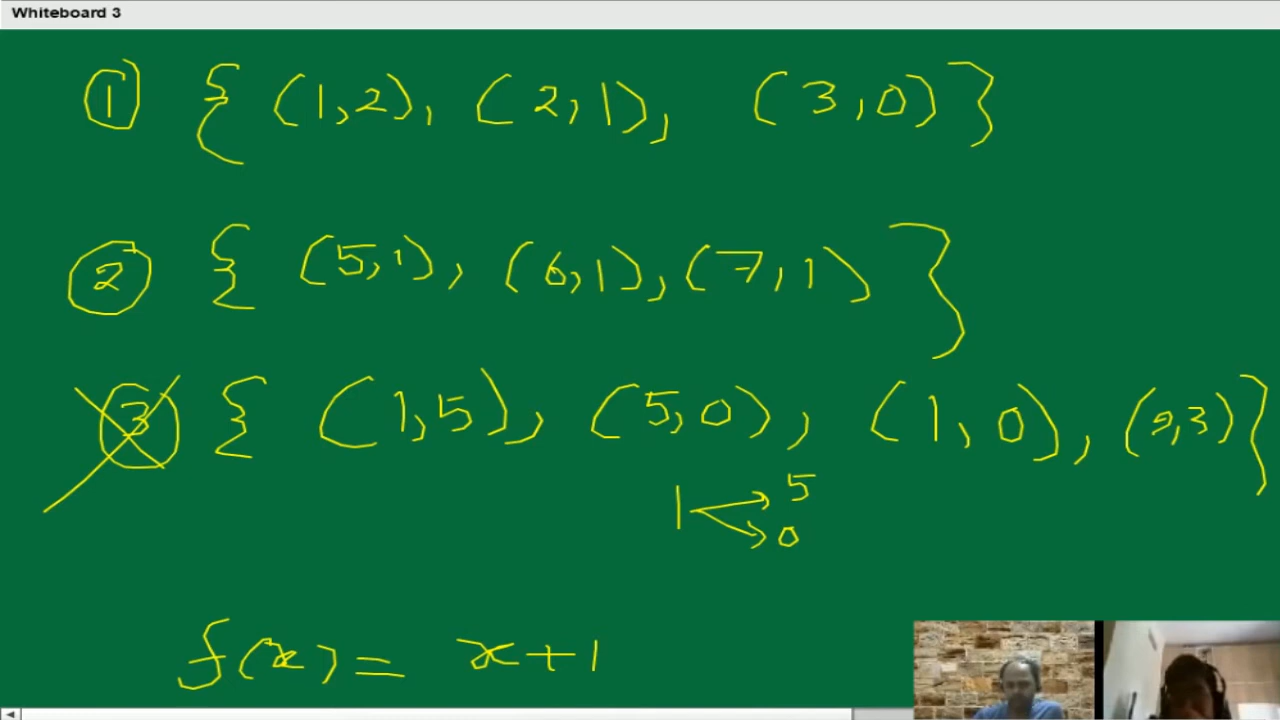 Whiteboard 3
① { (1,2), (2,1), (3,0) }
② { (5,1), (6,1), (7,1) }
③ { (1,5), (5,0), (1,0), ( ,3) }
1 5
0
f(x) = x+1